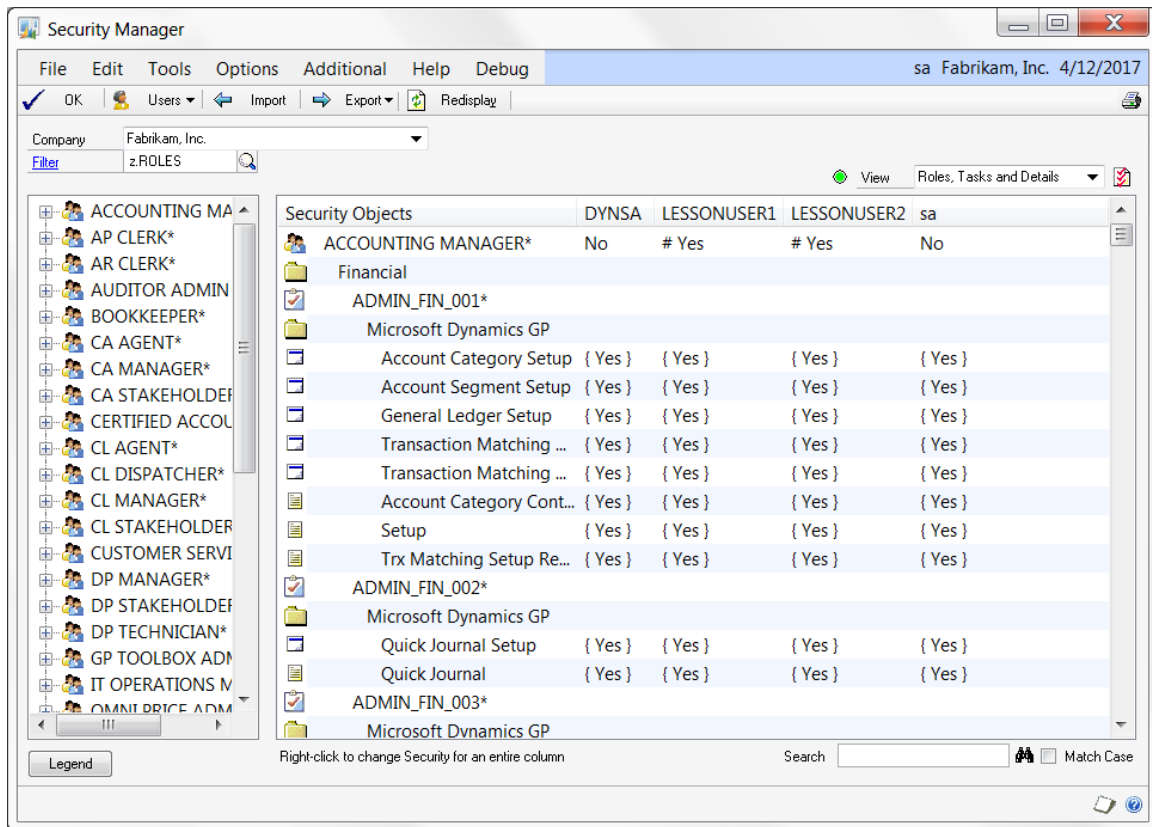 Security Manager
File Edit Tools Options Additional Help Debug sa Fabrikam, Inc. 4/12/2017
OK Users Import Export Redisplay
Company Fabrikam, Inc.
Filter z.ROLES
View Roles, Tasks and Details
ACCOUNTING MA
AP CLERK*
AR CLERK*
AUDITOR ADMIN
BOOKKEEPER*
CA AGENT*
CA MANAGER*
CA STAKEHOLDER
CERTIFIED ACCOU
CL AGENT*
CL DISPATCHER*
CL MANAGER*
CL STAKEHOLDER
CUSTOMER SERVI
DP MANAGER*
DP STAKEHOLDER
DP TECHNICIAN*
GP TOOLBOX ADM
IT OPERATIONS M
OMNI PRICE ADM
Security Objects DYNSA LESSONUSER1 LESSONUSER2 sa
ACCOUNTING MANAGER* No # Yes # Yes No
Financial
ADMIN_FIN_001*
Microsoft Dynamics GP
Account Category Setup { Yes } { Yes } { Yes } { Yes }
Account Segment Setup { Yes } { Yes } { Yes } { Yes }
General Ledger Setup { Yes } { Yes } { Yes } { Yes }
Transaction Matching ... { Yes } { Yes } { Yes } { Yes }
Transaction Matching ... { Yes } { Yes } { Yes } { Yes }
Account Category Cont... { Yes } { Yes } { Yes } { Yes }
Setup { Yes } { Yes } { Yes } { Yes }
Trx Matching Setup Re... { Yes } { Yes } { Yes } { Yes }
ADMIN_FIN_002*
Microsoft Dynamics GP
Quick Journal Setup { Yes } { Yes } { Yes } { Yes }
Quick Journal { Yes } { Yes } { Yes } { Yes }
ADMIN_FIN_003*
Microsoft Dynamics GP
Legend Right-click to change Security for an entire column Search Match Case